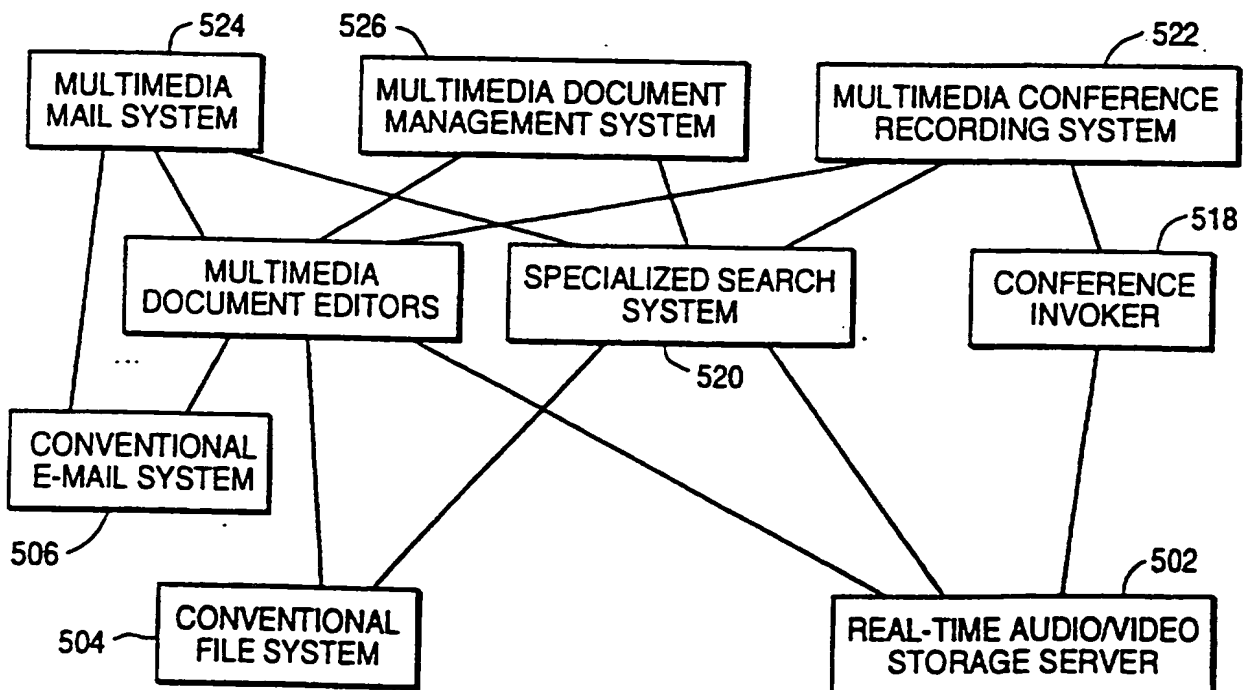 524
526
522
MULTIMEDIA
MAIL SYSTEM
MULTIMEDIA DOCUMENT
MANAGEMENT SYSTEM
MULTIMEDIA CONFERENCE
RECORDING SYSTEM
518
MULTIMEDIA
DOCUMENT EDITORS
SPECIALIZED SEARCH
SYSTEM
CONFERENCE
INVOKER
...
520
CONVENTIONAL
E-MAIL SYSTEM
506
502
504
CONVENTIONAL
FILE SYSTEM
REAL-TIME AUDIO/VIDEO
STORAGE SERVER